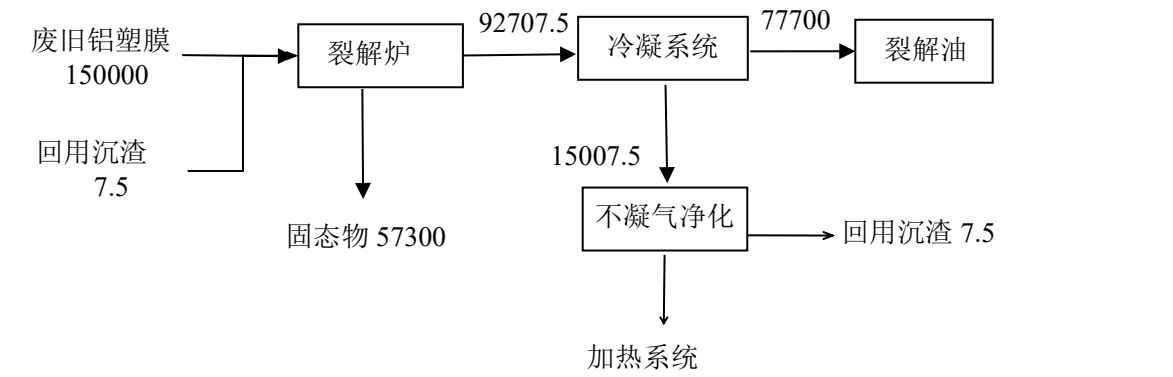 92707.5
77700
废旧铝塑膜
150000
裂解炉
冷凝系统
裂解油
回用沉渣
7.5
15007.5
不凝气净化
固态物 57300
回用沉渣 7.5
加热系统